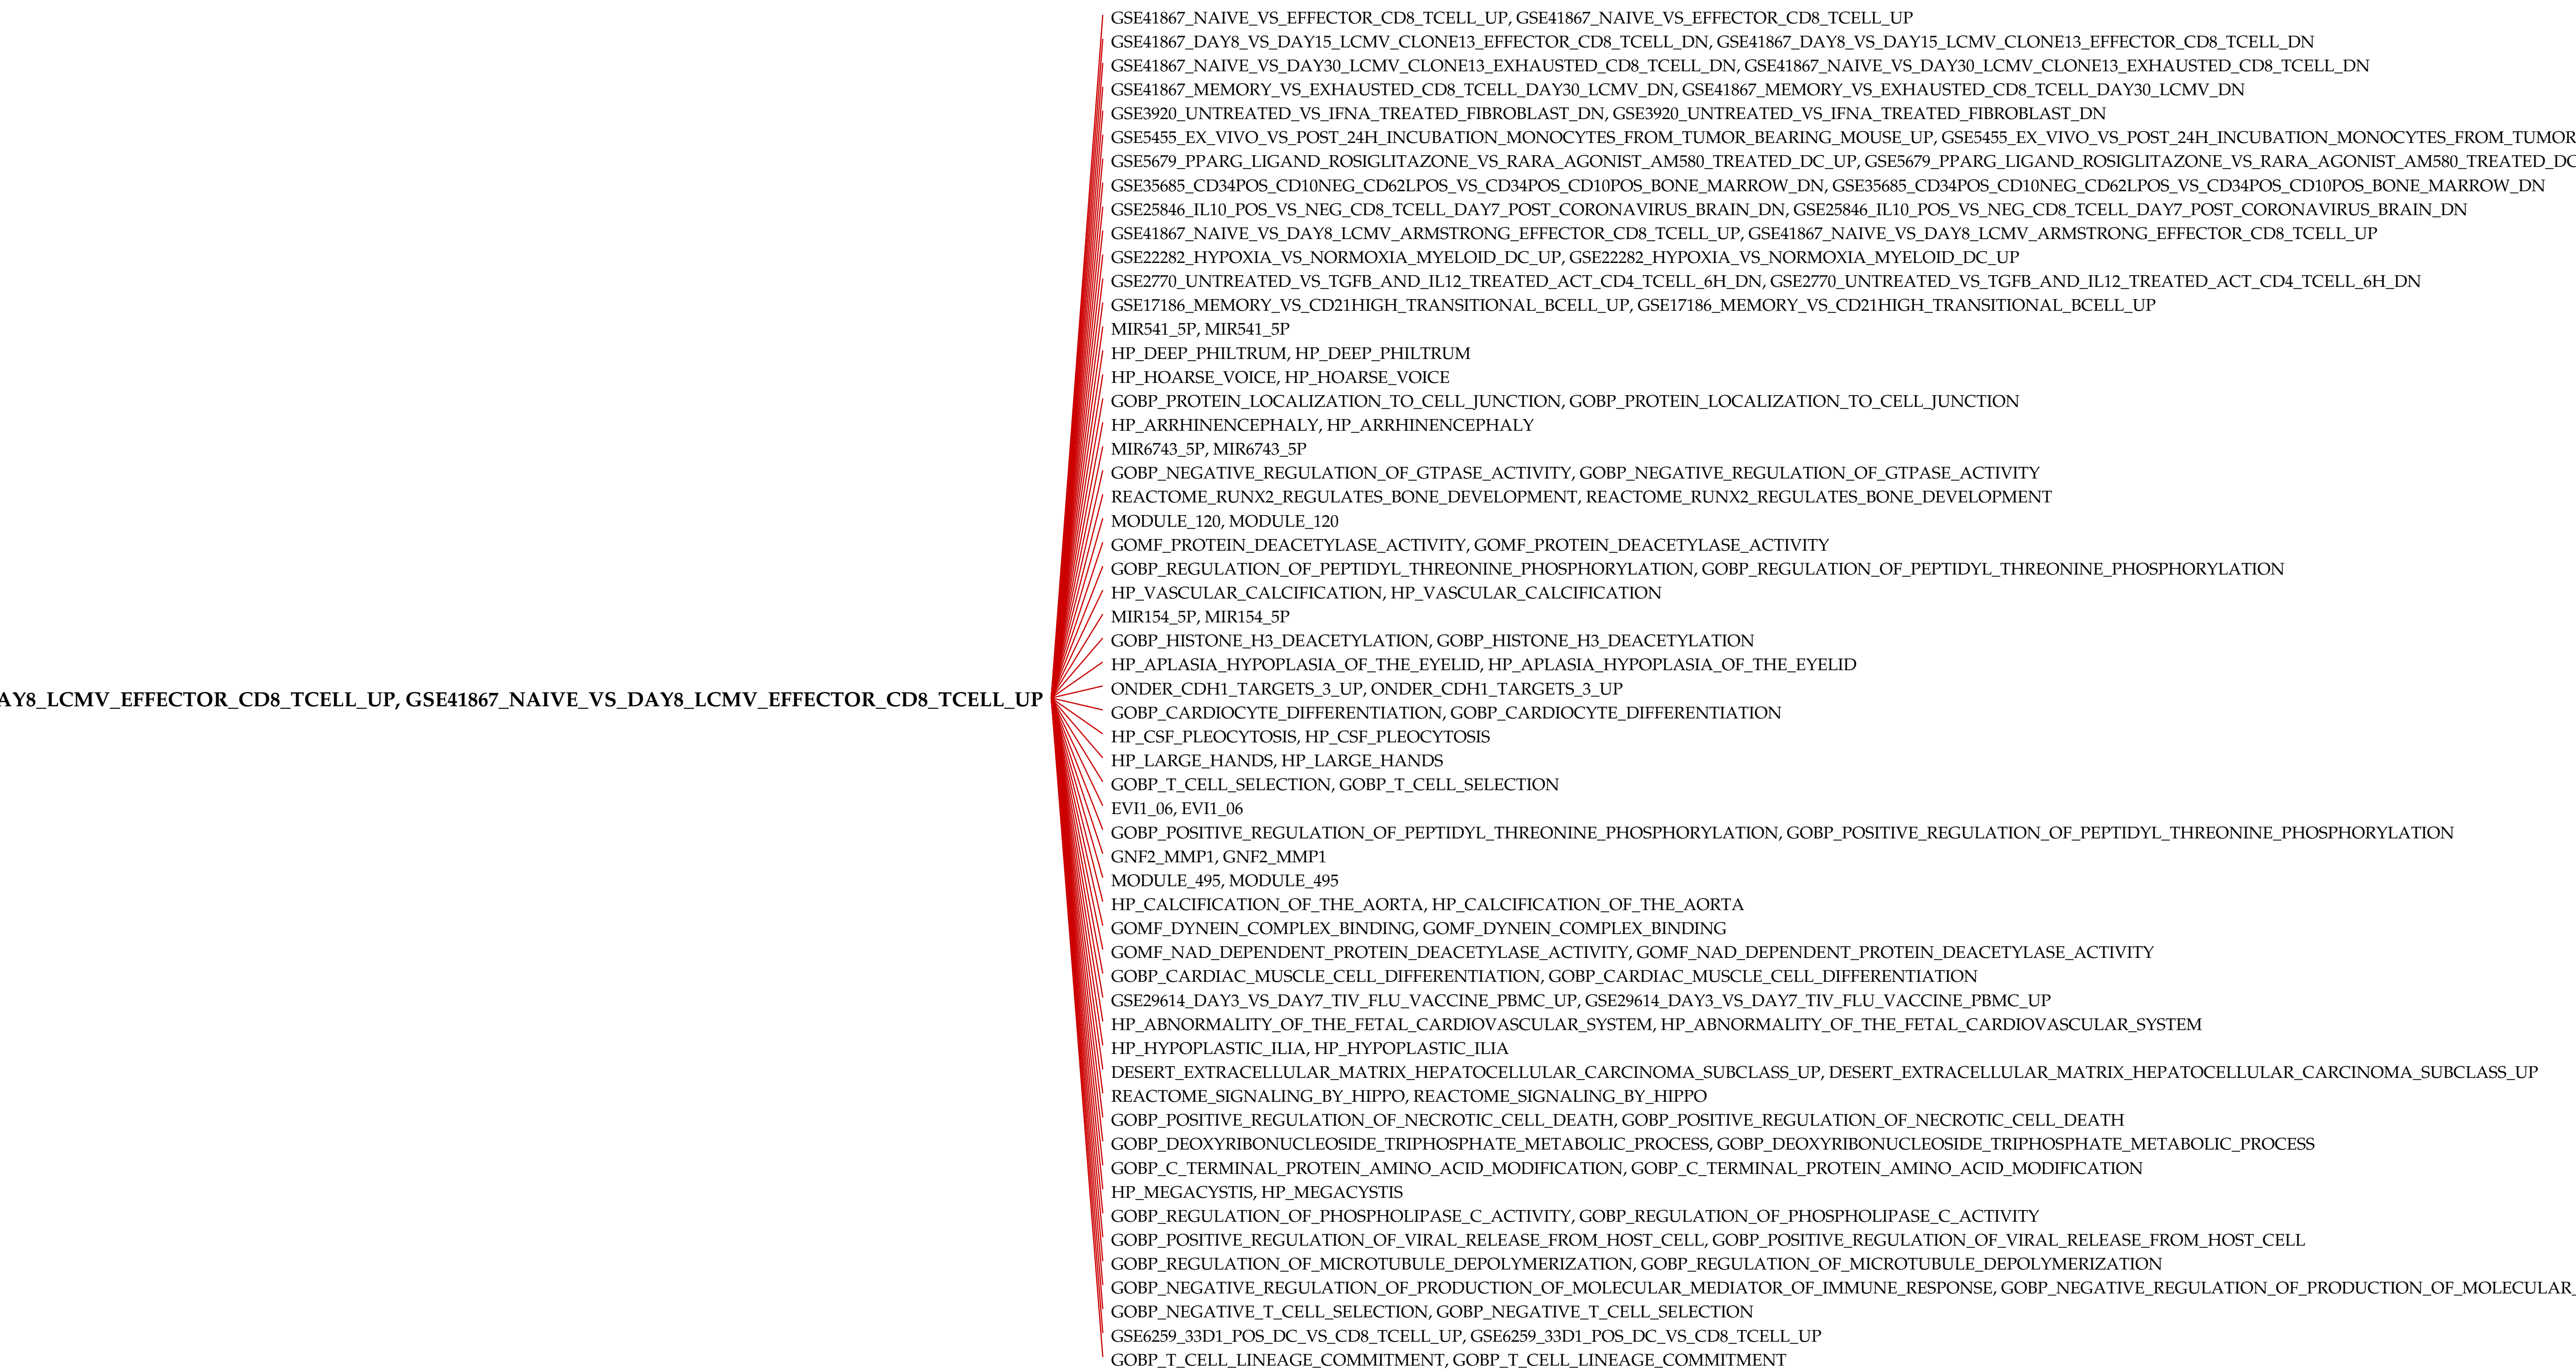 GSE41867_NAIVE_VS_EFFECTOR_CD8_TCELL_UP, GSE41867_NAIVE_VS_EFFECTOR_CD8_TCELL_UP
GSE41867_DAY8_VS_DAY15_LCMV_CLONE13_EFFECTOR_CD8_TCELL_DN, GSE41867_DAY8_VS_DAY15_LCMV_CLONE13_EFFECTOR_CD8_TCELL_DN
GSE41867_NAIVE_VS_DAY30_LCMV_CLONE13_EXHAUSTED_CD8_TCELL_DN, GSE41867_NAIVE_VS_DAY30_LCMV_CLONE13_EXHAUSTED_CD8_TCELL_DN
GSE41867_MEMORY_VS_EXHAUSTED_CD8_TCELL_DAY30_LCMV_DN, GSE41867_MEMORY_VS_EXHAUSTED_CD8_TCELL_DAY30_LCMV_DN
GSE3920_UNTREATED_VS_IFNA_TREATED_FIBROBLAST_DN, GSE3920_UNTREATED_VS_IFNA_TREATED_FIBROBLAST_DN
GSE5455_EX_VIVO_VS_POST_24H_INCUBATION_MONOCYTES_FROM_TUMOR_BEARING_MOUSE_UP, GSE5455_EX_VIVO_VS_POST_24H_INCUBATION_MONOCYTES_FROM_TUMOR
GSE5679_PPARG_LIGAND_ROSIGLITAZONE_VS_RARA_AGONIST_AM580_TREATED_DC_UP, GSE5679_PPARG_LIGAND_ROSIGLITAZONE_VS_RARA_AGONIST_AM580_TREATED_DC
GSE35685_CD34POS_CD10NEG_CD62LPOS_VS_CD34POS_CD10POS_BONE_MARROW_DN, GSE35685_CD34POS_CD10NEG_CD62LPOS_VS_CD34POS_CD10POS_BONE_MARROW_DN
GSE25846_IL10_POS_VS_NEG_CD8_TCELL_DAY7_POST_CORONAVIRUS_BRAIN_DN, GSE25846_IL10_POS_VS_NEG_CD8_TCELL_DAY7_POST_CORONAVIRUS_BRAIN_DN
GSE41867_NAIVE_VS_DAY8_LCMV_ARMSTRONG_EFFECTOR_CD8_TCELL_UP, GSE41867_NAIVE_VS_DAY8_LCMV_ARMSTRONG_EFFECTOR_CD8_TCELL_UP
GSE22282_HYPOXIA_VS_NORMOXIA_MYELOID_DC_UP, GSE22282_HYPOXIA_VS_NORMOXIA_MYELOID_DC_UP
GSE2770_UNTREATED_VS_TGFB_AND_IL12_TREATED_ACT_CD4_TCELL_6H_DN, GSE2770_UNTREATED_VS_TGFB_AND_IL12_TREATED_ACT_CD4_TCELL_6H_DN
GSE17186_MEMORY_VS_CD21HIGH_TRANSITIONAL_BCELL_UP, GSE17186_MEMORY_VS_CD21HIGH_TRANSITIONAL_BCELL_UP
MIR541_5P, MIR541_5P
HP_DEEP_PHILTRUM, HP_DEEP_PHILTRUM
HP_HOARSE_VOICE, HP_HOARSE_VOICE
GOBP_PROTEIN_LOCALIZATION_TO_CELL_JUNCTION, GOBP_PROTEIN_LOCALIZATION_TO_CELL_JUNCTION
HP_ARRHINENCEPHALY, HP_ARRHINENCEPHALY
MIR6743_5P, MIR6743_5P
GOBP_NEGATIVE_REGULATION_OF_GTPASE_ACTIVITY, GOBP_NEGATIVE_REGULATION_OF_GTPASE_ACTIVITY
REACTOME_RUNX2_REGULATES_BONE_DEVELOPMENT, REACTOME_RUNX2_REGULATES_BONE_DEVELOPMENT
MODULE_120, MODULE_120
GOMF_PROTEIN_DEACETYLASE_ACTIVITY, GOMF_PROTEIN_DEACETYLASE_ACTIVITY
GOBP_REGULATION_OF_PEPTIDYL_THREONINE_PHOSPHORYLATION, GOBP_REGULATION_OF_PEPTIDYL_THREONINE_PHOSPHORYLATION
HP_VASCULAR_CALCIFICATION, HP_VASCULAR_CALCIFICATION
MIR154_5P, MIR154_5P
GOBP_HISTONE_H3_DEACETYLATION, GOBP_HISTONE_H3_DEACETYLATION
HP_APLASIA_HYPOPLASIA_OF_THE_EYELID, HP_APLASIA_HYPOPLASIA_OF_THE_EYELID
ONDER_CDH1_TARGETS_3_UP, ONDER_CDH1_TARGETS_3_UP
AY8_LCMV_EFFECTOR_CD8_TCELL_UP, GSE41867_NAIVE_VS_DAY8_LCMV_EFFECTOR_CD8_TCELL_UP
GOBP_CARDIOCYTE_DIFFERENTIATION, GOBP_CARDIOCYTE_DIFFERENTIATION
HP_CSF_PLEOCYTOSIS, HP_CSF_PLEOCYTOSIS
HP_LARGE_HANDS, HP_LARGE_HANDS
GOBP_T_CELL_SELECTION, GOBP_T_CELL_SELECTION
EVI1_06, EVI1_06
GOBP_POSITIVE_REGULATION_OF_PEPTIDYL_THREONINE_PHOSPHORYLATION, GOBP_POSITIVE_REGULATION_OF_PEPTIDYL_THREONINE_PHOSPHORYLATION
GNF2_MMP1, GNF2_MMP1
MODULE_495, MODULE_495
HP_CALCIFICATION_OF_THE_AORTA, HP_CALCIFICATION_OF_THE_AORTA
GOMF_DYNEIN_COMPLEX_BINDING, GOMF_DYNEIN_COMPLEX_BINDING
GOMF_NAD_DEPENDENT_PROTEIN_DEACETYLASE_ACTIVITY, GOMF_NAD_DEPENDENT_PROTEIN_DEACETYLASE_ACTIVITY
GOBP_CARDIAC_MUSCLE_CELL_DIFFERENTIATION, GOBP_CARDIAC_MUSCLE_CELL_DIFFERENTIATION
GSE29614_DAY3_VS_DAY7_TIV_FLU_VACCINE_PBMC_UP, GSE29614_DAY3_VS_DAY7_TIV_FLU_VACCINE_PBMC_UP
HP_ABNORMALITY_OF_THE_FETAL_CARDIOVASCULAR_SYSTEM, HP_ABNORMALITY_OF_THE_FETAL_CARDIOVASCULAR_SYSTEM
HP_HYPOPLASTIC_ILIA, HP_HYPOPLASTIC_ILIA
DESERT_EXTRACELLULAR_MATRIX_HEPATOCELLULAR_CARCINOMA_SUBCLASS_UP, DESERT_EXTRACELLULAR_MATRIX_HEPATOCELLULAR_CARCINOMA_SUBCLASS_UP
REACTOME_SIGNALING_BY_HIPPO, REACTOME_SIGNALING_BY_HIPPO
GOBP_POSITIVE_REGULATION_OF_NECROTIC_CELL_DEATH, GOBP_POSITIVE_REGULATION_OF_NECROTIC_CELL_DEATH
GOBP_DEOXYRIBONUCLEOSIDE_TRIPHOSPHATE_METABOLIC_PROCESS, GOBP_DEOXYRIBONUCLEOSIDE_TRIPHOSPHATE_METABOLIC_PROCESS
GOBP_C_TERMINAL_PROTEIN_AMINO_ACID_MODIFICATION, GOBP_C_TERMINAL_PROTEIN_AMINO_ACID_MODIFICATION
HP_MEGACYSTIS, HP_MEGACYSTIS
GOBP_REGULATION_OF_PHOSPHOLIPASE_C_ACTIVITY, GOBP_REGULATION_OF_PHOSPHOLIPASE_C_ACTIVITY
GOBP_POSITIVE_REGULATION_OF_VIRAL_RELEASE_FROM_HOST_CELL, GOBP_POSITIVE_REGULATION_OF_VIRAL_RELEASE_FROM_HOST_CELL
GOBP_REGULATION_OF_MICROTUBULE_DEPOLYMERIZATION, GOBP_REGULATION_OF_MICROTUBULE_DEPOLYMERIZATION
GOBP_NEGATIVE_REGULATION_OF_PRODUCTION_OF_MOLECULAR_MEDIATOR_OF_IMMUNE_RESPONSE, GOBP_NEGATIVE_REGULATION_OF_PRODUCTION_OF_MOLECULAR_
GOBP_NEGATIVE_T_CELL_SELECTION, GOBP_NEGATIVE_T_CELL_SELECTION
GSE6259_33D1_POS_DC_VS_CD8_TCELL_UP, GSE6259_33D1_POS_DC_VS_CD8_TCELL_UP
GOBP_T_CELL_LINEAGE_COMMITMENT, GOBP_T_CELL_LINEAGE_COMMITMENT